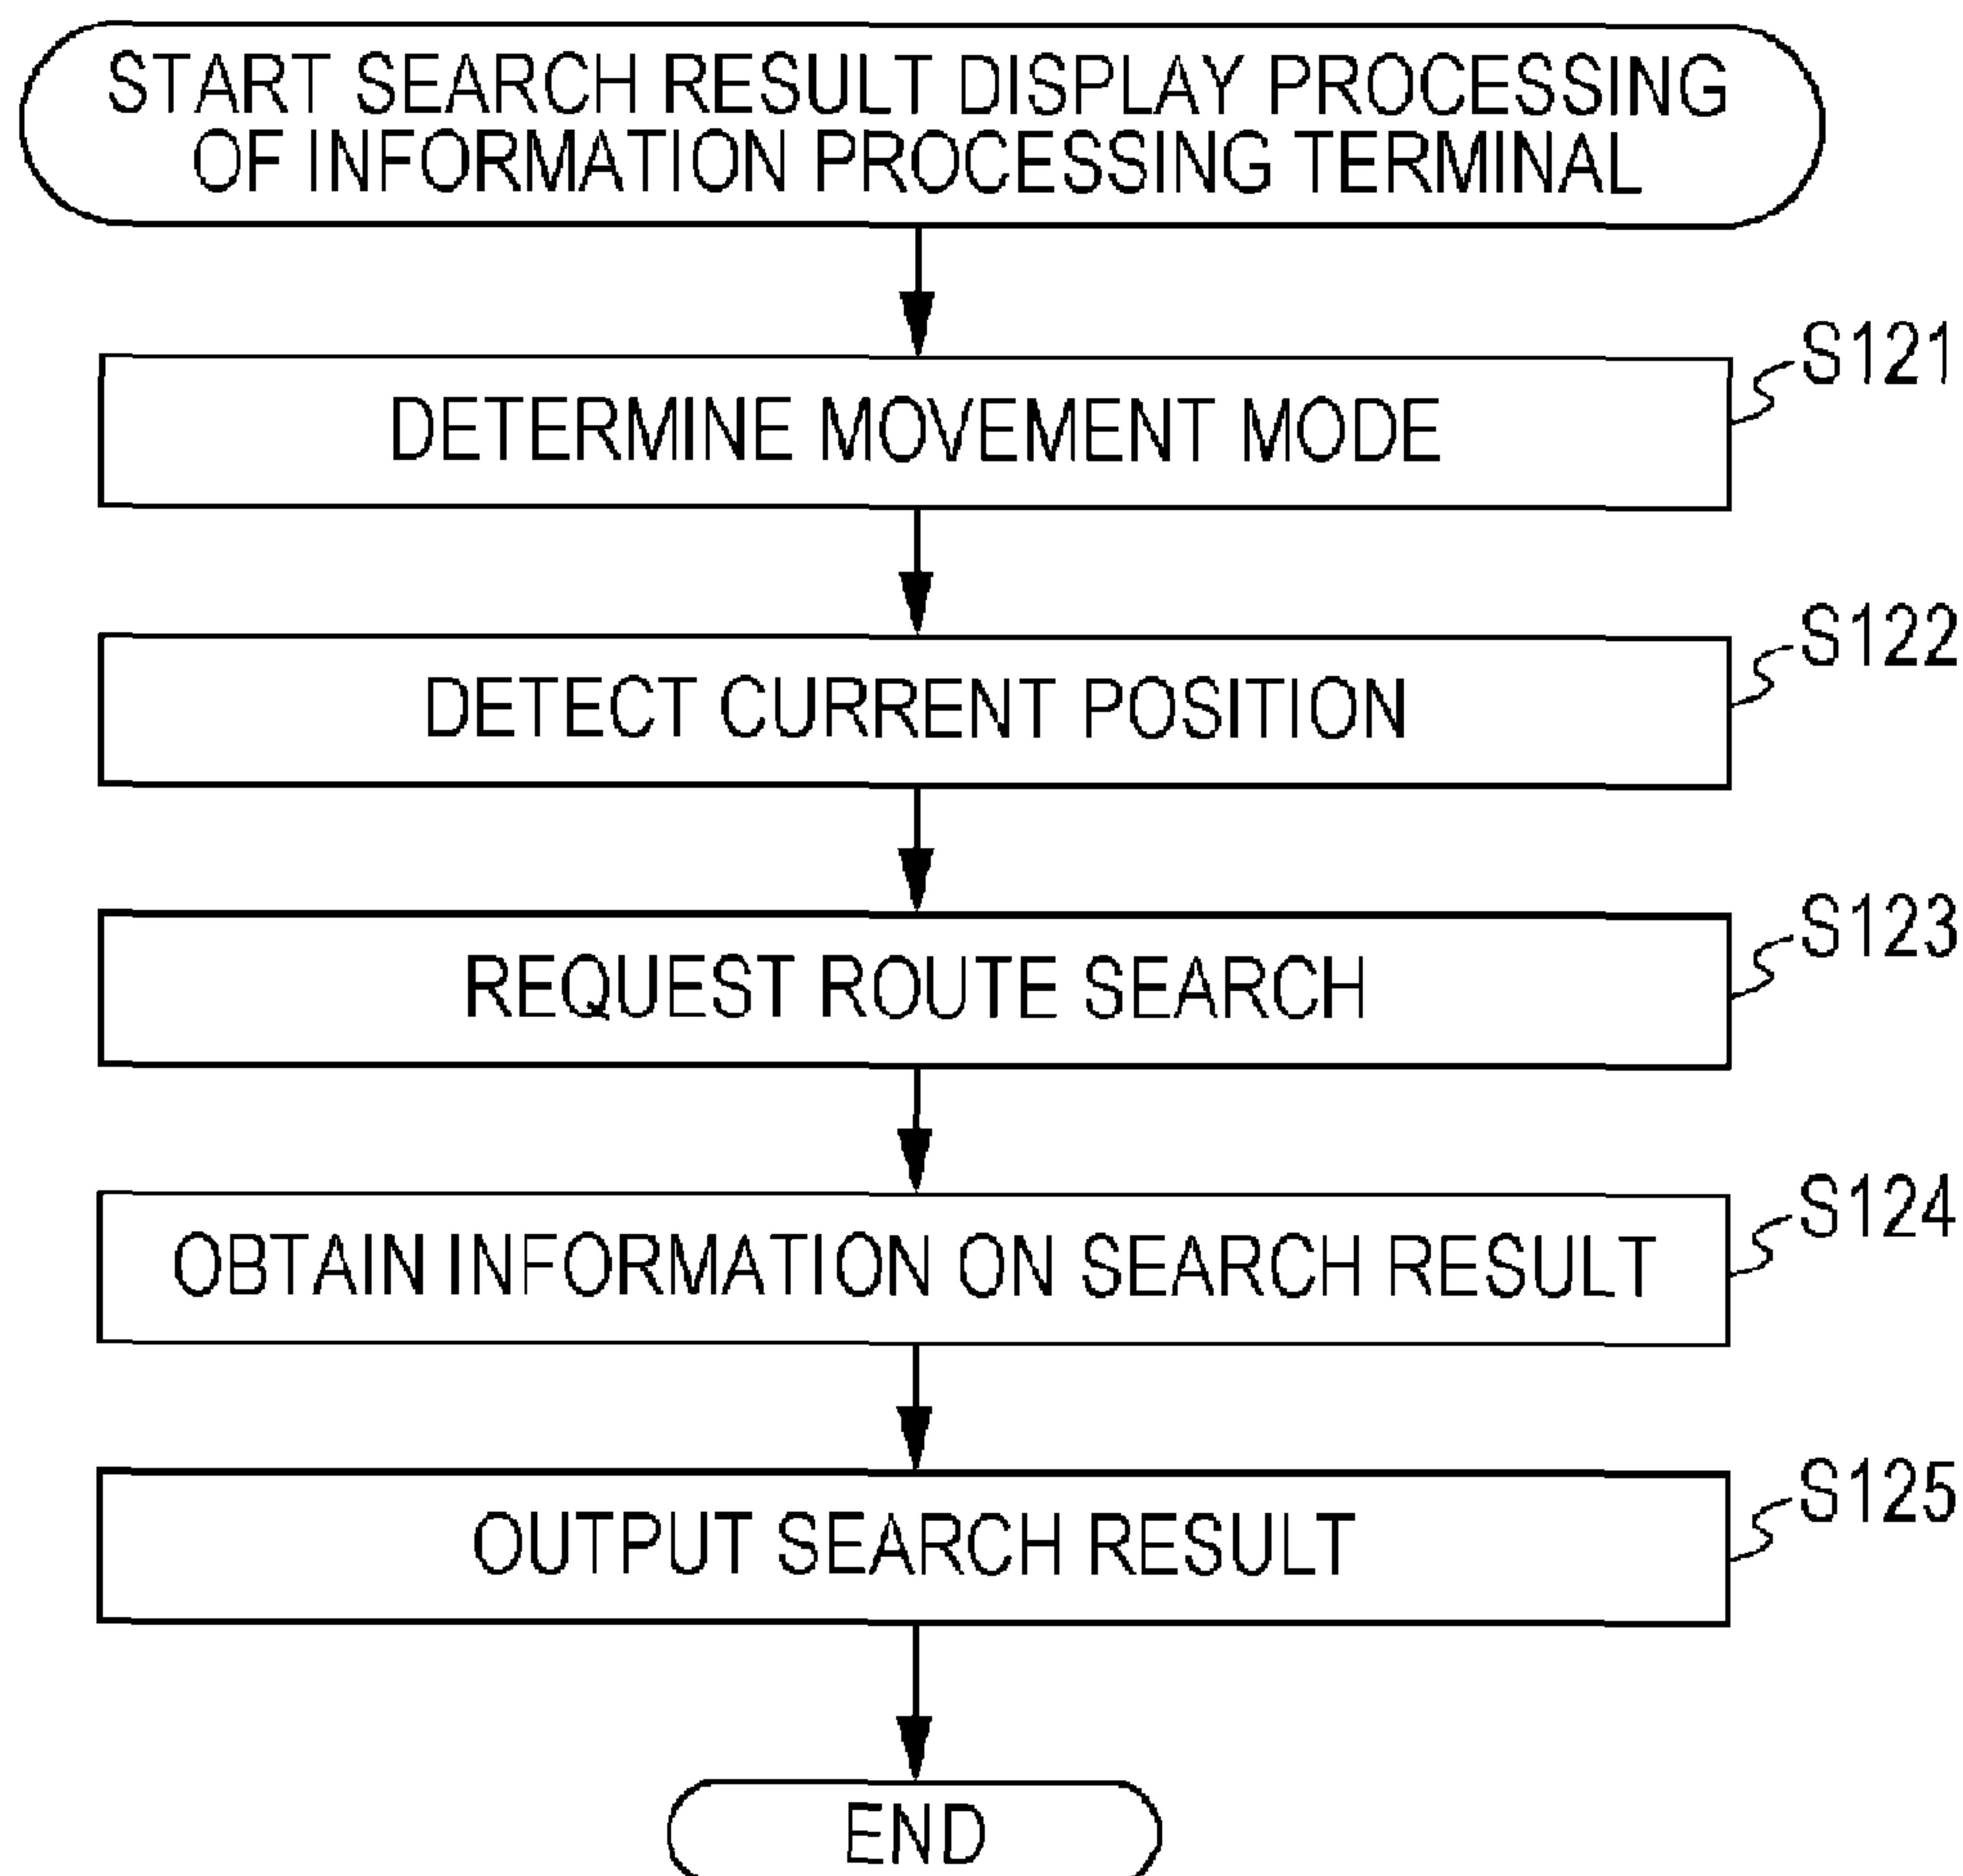 START SEARCH RESULT DISPLAY PROCESSING
OF INFORMATION PROCESSING TERMINAL
S121
DETERMINE MOVEMENT MODE
S122
DETECT CURRENT POSITION
S123
REQUEST ROUTE SEARCH
S124
OBTAIN INFORMATION ON SEARCH RESULT
S125
OUTPUT SEARCH RESULT
END